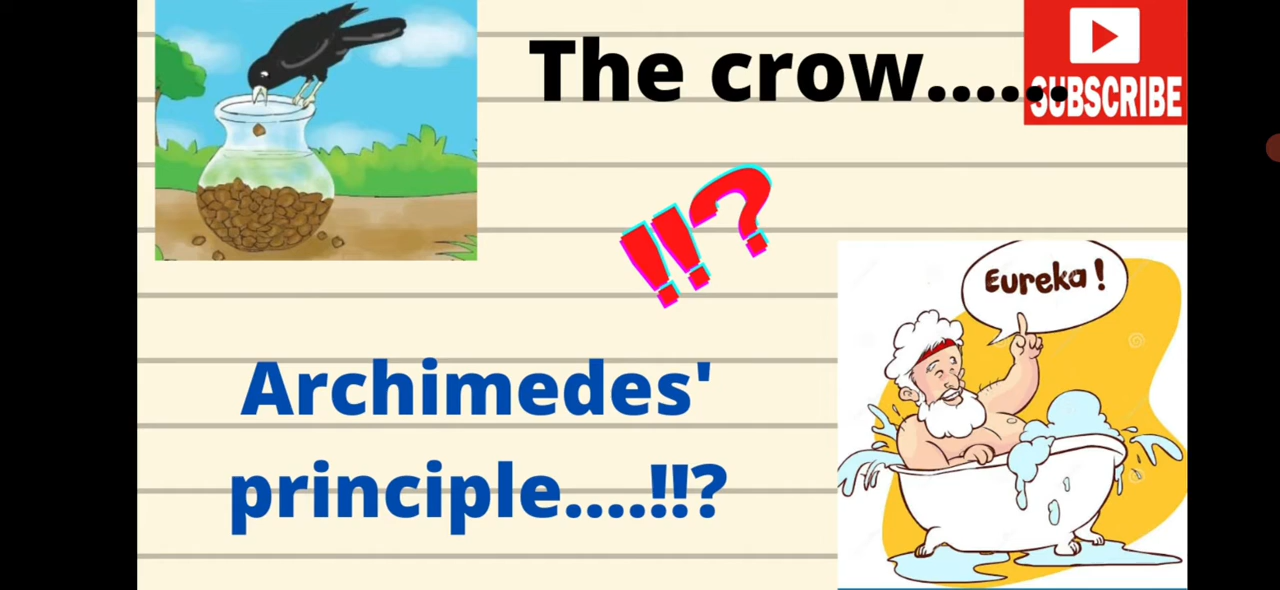 The crow......
SUBSCRIBE
Eureka!
!!?
Archimedes'
principle....!!?